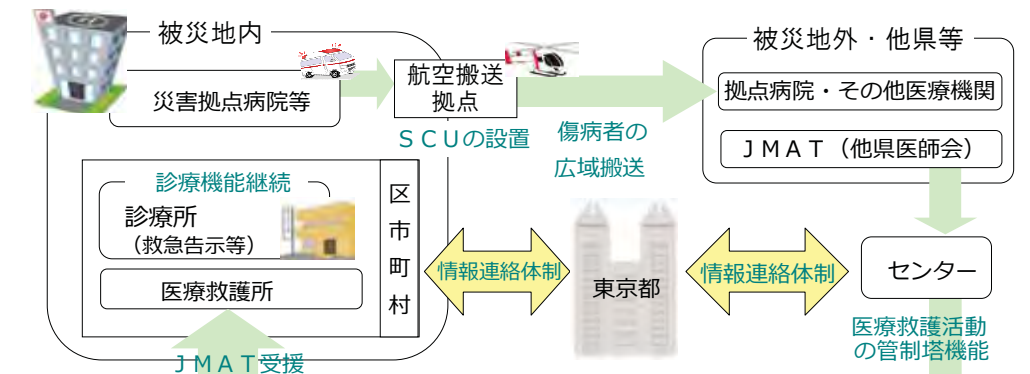 被災地内
災害拠点病院等
航空搬送
拠点
ＳＣＵの設置
傷病者の
広域搬送
被災地外・他県等
拠点病院・その他医療機関
ＪＭＡＴ（他県医師会）
診療機能継続
診療所
（救急告示等）
医療救護所
区
市
町
村
情報連絡体制
東京都
情報連絡体制
センター
医療救護活動
の管制塔機能
ＪＭＡＴ受援